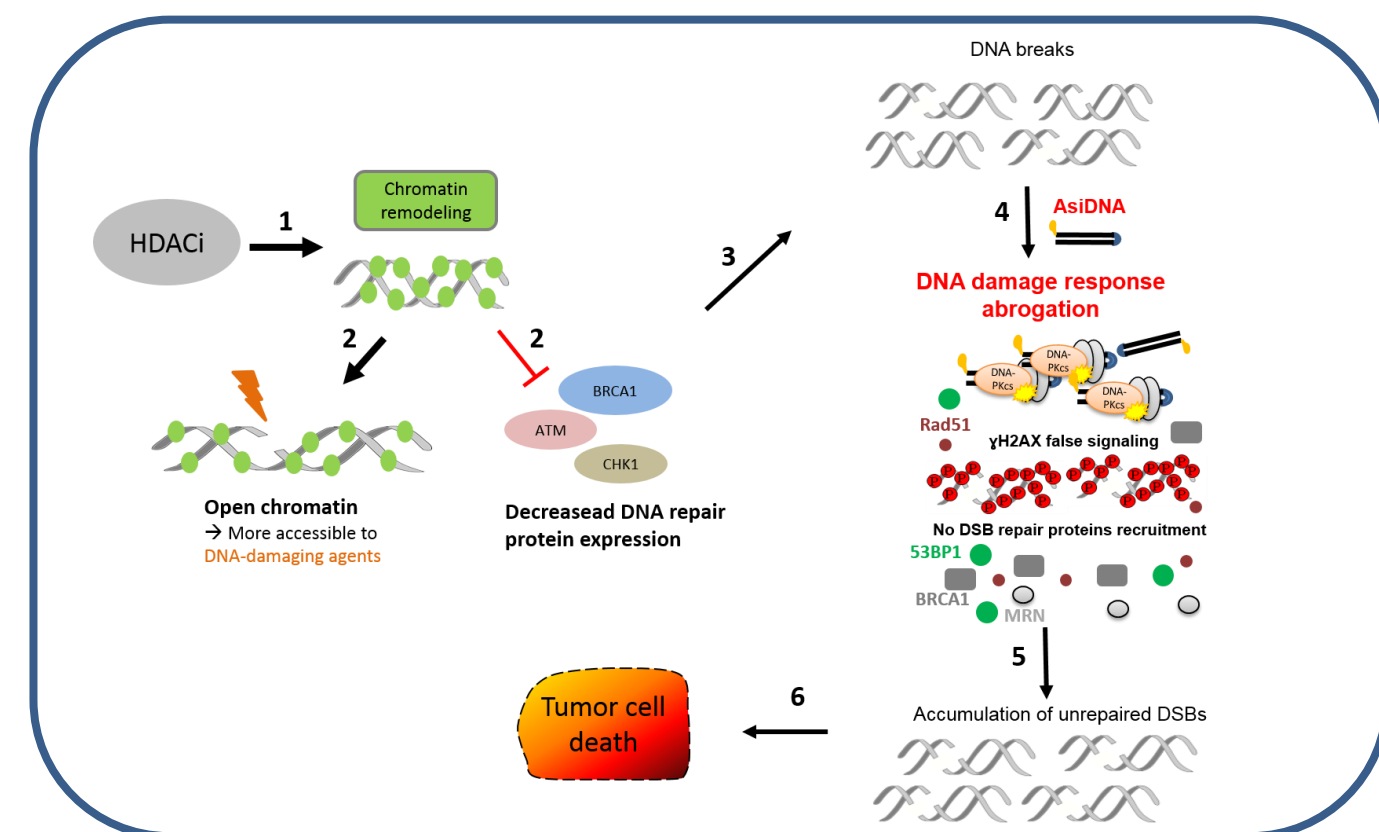 HDACi
1
Chromatin
remodeling
2
2
Open chromatin
→ More accessible to
DNA-damaging agents
BRCA1
ATM
CHK1
Decreasead DNA repair
protein expression
3
DNA breaks
4
AsiDNA
DNA damage response
abrogation
DNA-
PKcs
DNA-
PKcs
DNA-
PKcs
Rad51
ɣH2AX false signaling
P P P P P P P P P P P P P P P P P P P P P P P P P P P P P P
No DSB repair proteins recruitment
53BP1
BRCA1
MRN
5
Accumulation of unrepaired DSBs
6
Tumor cell
death